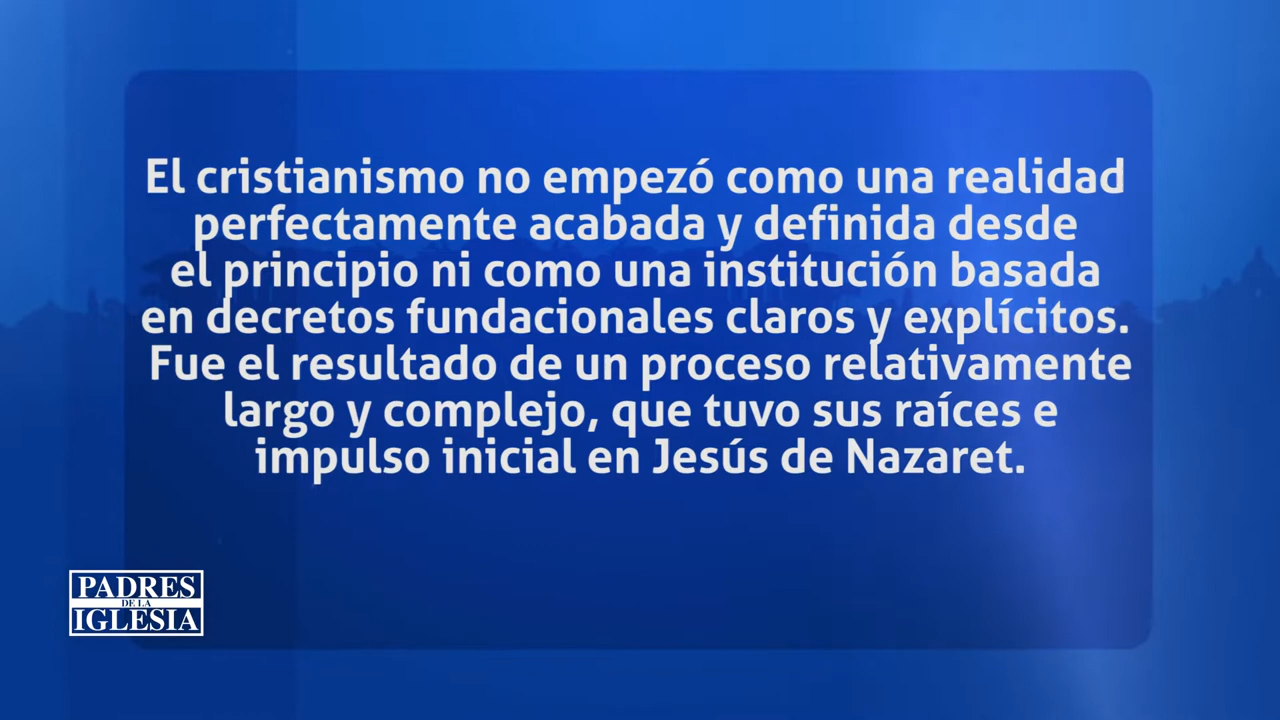 El cristianismo no empezó como una realidad
perfectamente acabada y definida desde
el principio ni como una institución basada
en decretos fundacionales claros y explícitos.
Fue el resultado de un proceso relativamente
largo y complejo, que tuvo sus raíces e
impulso inicial en Jesús de Nazaret.
PADRES
DE LA
IGLESIA